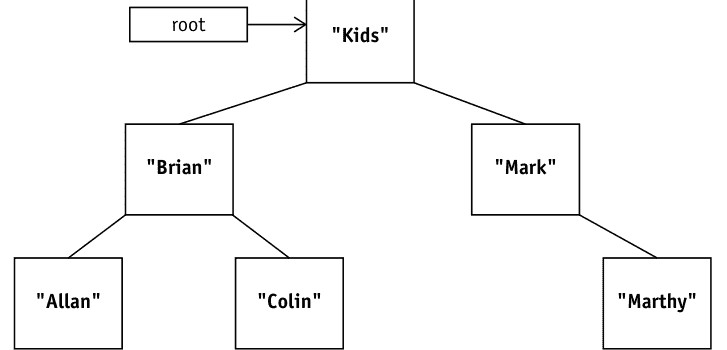 root
"Kids"
"Brian"
"Mark"
"Allan"
"Colin"
"Marthy"